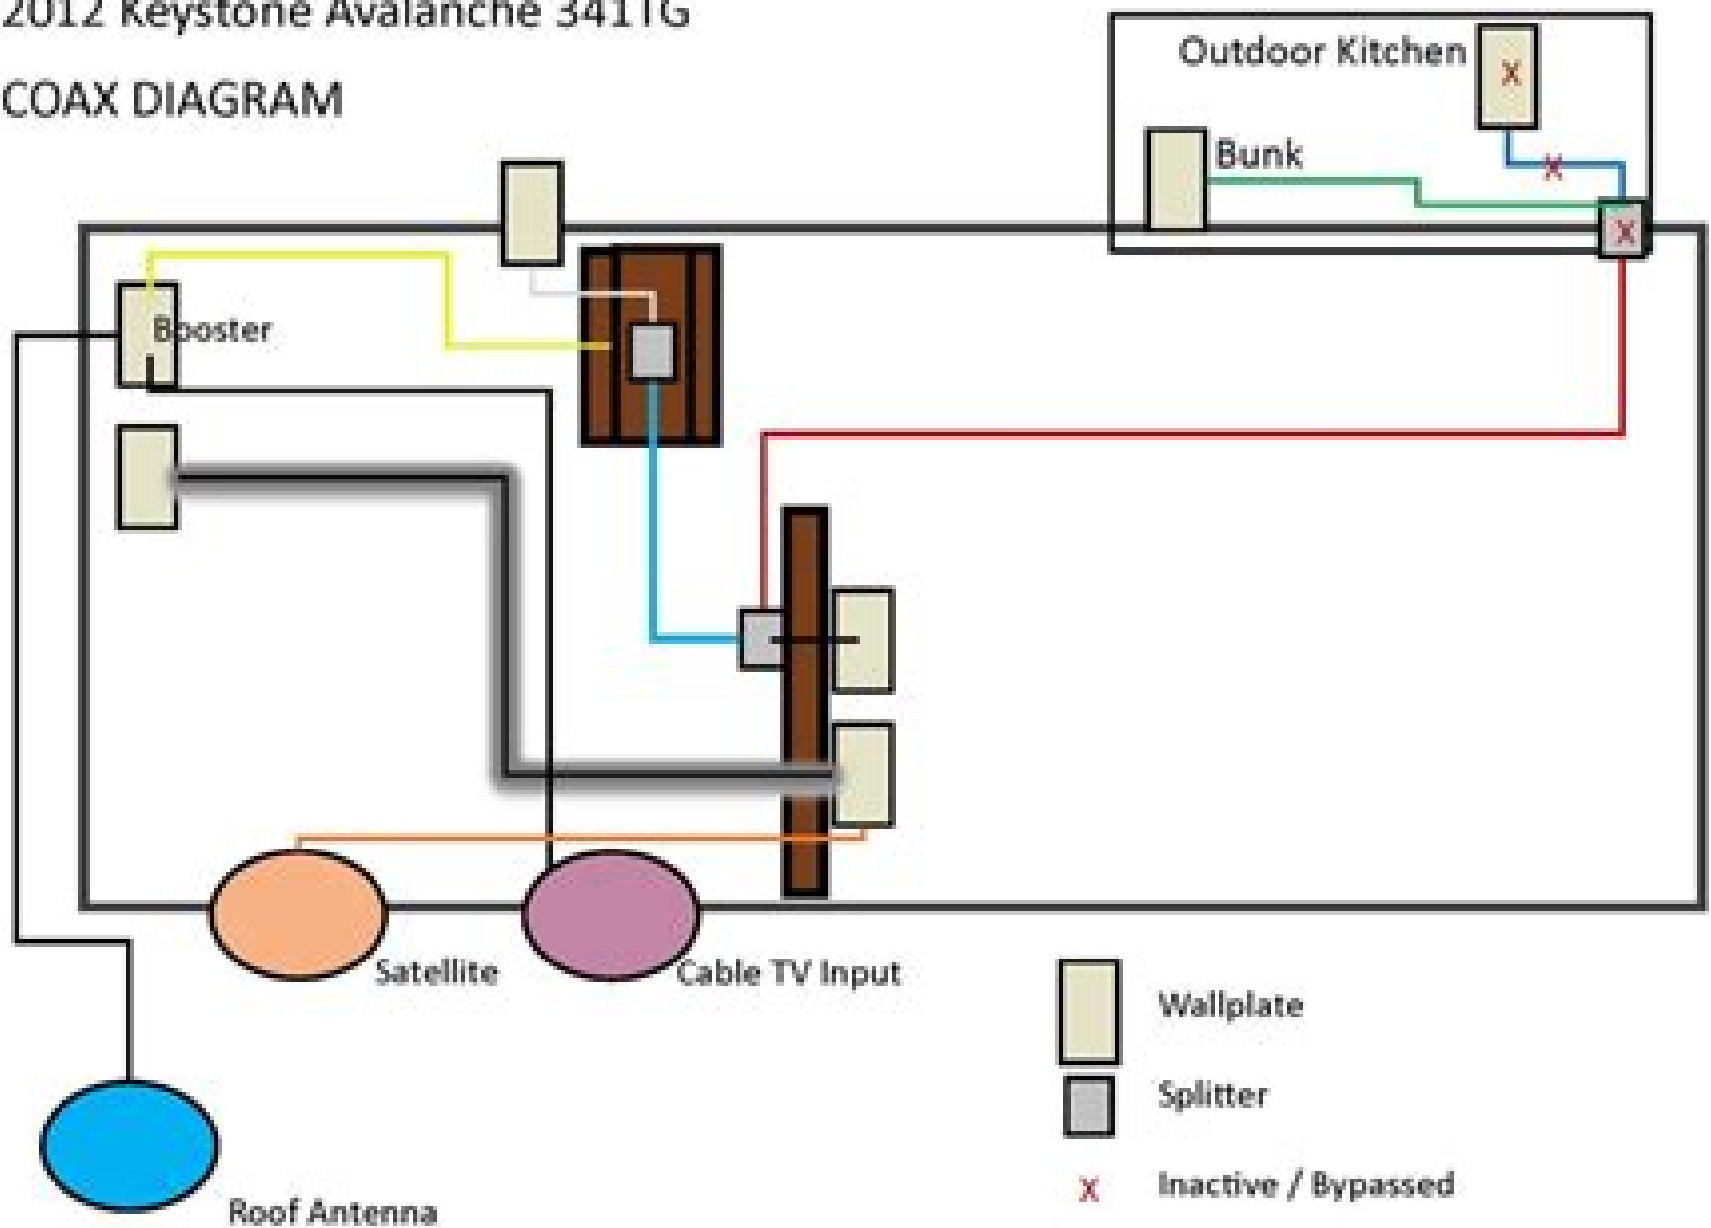 2012 Keystone Avalanche 341TG
COAX DIAGRAM
Outdoor Kitchen
X
Bunk
X
X
Booster
Satellite
Cable TV Input
Wallplate
Splitter
X
Inactive / Bypassed
Roof Antenna